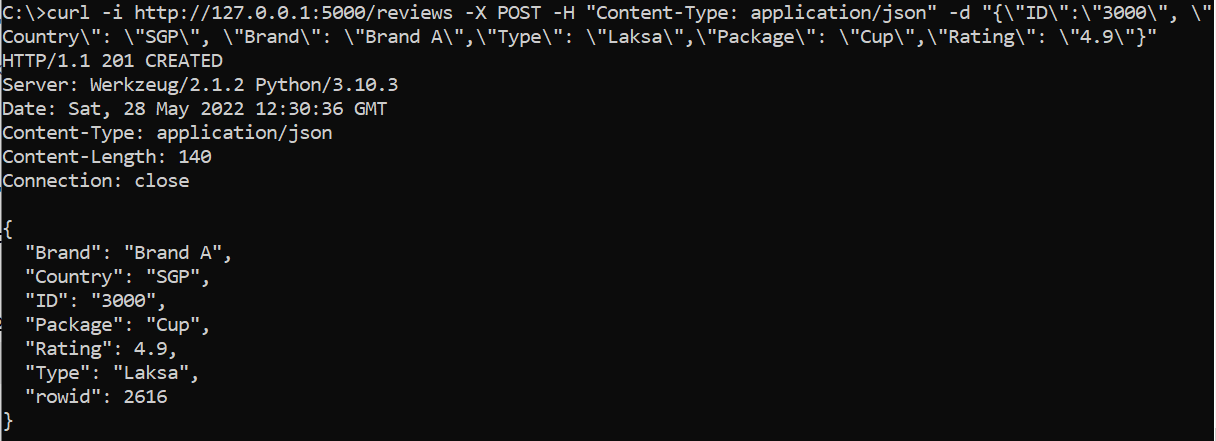 C:\>curl -i http://127.0.0.1:5000/reviews -X POST -H "Content-Type: application/json" -d "{\"ID\":\"3000\", \"
Country\": \"SGP\", \"Brand\": \"Brand A\",\"Type\": \"Laksa\",\"Package\": \"Cup\",\"Rating\": \"4.9\"}"
HTTP/1.1 201 CREATED
Server: Werkzeug/2.1.2 Python/3.10.3
Date: Sat, 28 May 2022 12:30:36 GMT
Content-Type: application/json
Content-Length: 140
Connection: close

{
  "Brand": "Brand A",
  "Country": "SGP",
  "ID": "3000",
  "Package": "Cup",
  "Rating": 4.9,
  "Type": "Laksa",
  "rowid": 2616
}